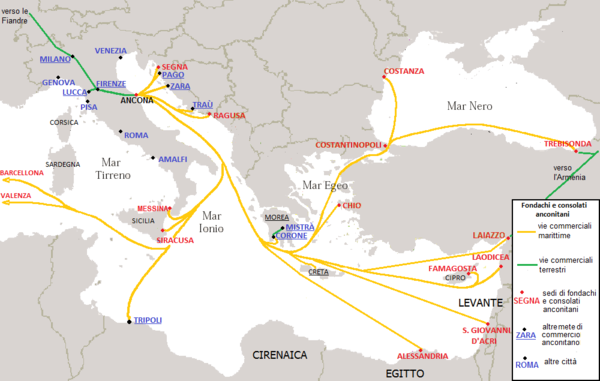 verso le
Fiandre
VENEZIA
MILANO
SEGNA
PAGO
ZARA
GENOVA
FIRENZE
LUCCA
ANCONA
PISA
TRAÙ
RAGUSA
CORSICA
ROMA
Mar
Tirreno
AMALFI
SARDEGNA
BARCELLONA
VALENZA
MESSINA
SICILIA
SIRACUSA
Mar
Ionio
TRIPOLI
COSTANZA
Mar Nero
COSTANTINOPOLI
TREBISONDA
verso
l'Armenia
Mar Egeo
CHIO
MOREA
MISTRÀ
CORONE
CRETA
LAIAZZO
LAODICEA
FAMAGOSTA
CIPRO
LEVANTE
S. GIOVANNI
D'ACRI
ALESSANDRIA
CIRENAICA
EGITTO
Fondachi e consolati
anconitani
vie commerciali
marittime
vie commerciali
terrestri
sedi di fondachi
SEGNA e consolati
anconitani
altre mete di
ZARA commercio
anconitano
ROMA altre città